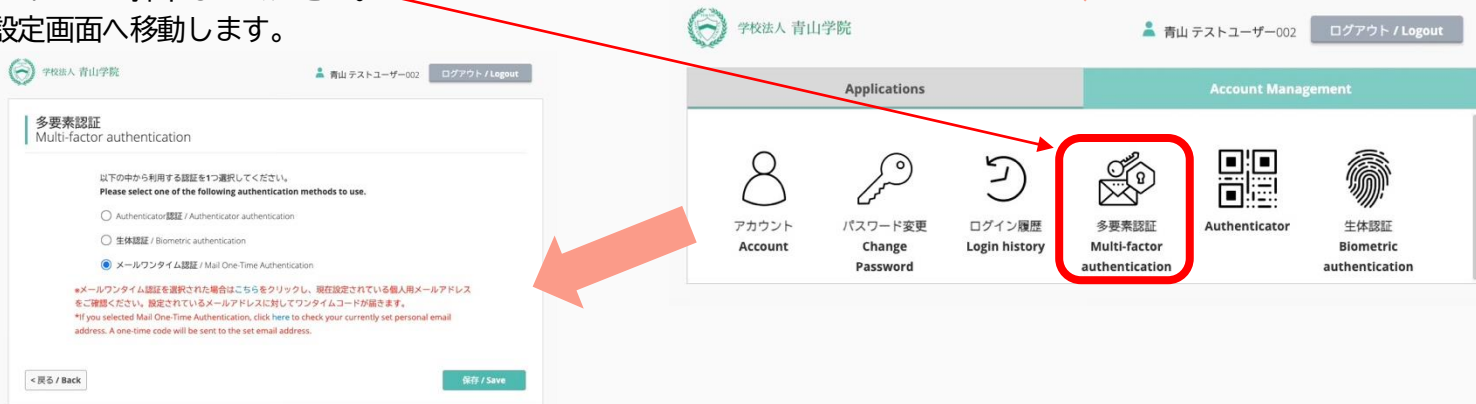 設定画面へ移動します。
学校法人 青山学院
青山 テストユーザー002
ログアウト / Logout
多要素認証
Multi-factor authentication
以下の中から利用する認証を1つ選択してください。
Please select one of the following authentication methods to use.
Authenticator認証 / Authenticator authentication
生体認証 / Biometric authentication
メールワンタイム認証 / Mail One-Time Authentication
*メールワンタイム認証を選択された場合はこちらをクリックし、現在設定されている個人用メールアドレス
をご確認ください。設定されているメールアドレスに対してワンタイムコードが届きます。
*If you selected Mail One-Time Authentication, click here to check your currently set personal email
address. A one-time code will be sent to the set email address.
<戻る / Back
保存 / Save
学校法人 青山学院
青山 テストユーザー002
ログアウト / Logout
Applications
Account Management
アカウント
Account
パスワード変更
Change
Password
ログイン履歴
Login history
多要素認証
Multi-factor
authentication
Authenticator
生体認証
Biometric
authentication